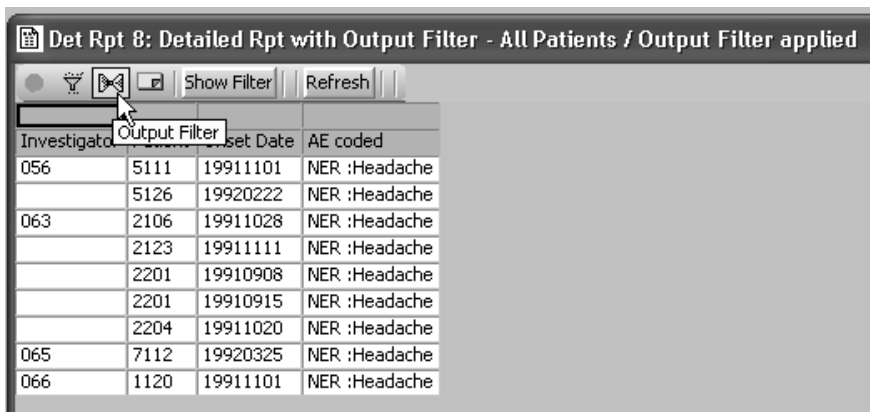 Det Rpt 8: Detailed Rpt with Output Filter - All Patients / Output Filter applied
Show Filter Refresh
Output Filter
Investigator Onset Date AE coded
056 5111 19911101 NER :Headache
5126 19920222 NER :Headache
063 2106 19911028 NER :Headache
2123 19911111 NER :Headache
2201 19910908 NER :Headache
2201 19910915 NER :Headache
2204 19911020 NER :Headache
065 7112 19920325 NER :Headache
066 1120 19911101 NER :Headache